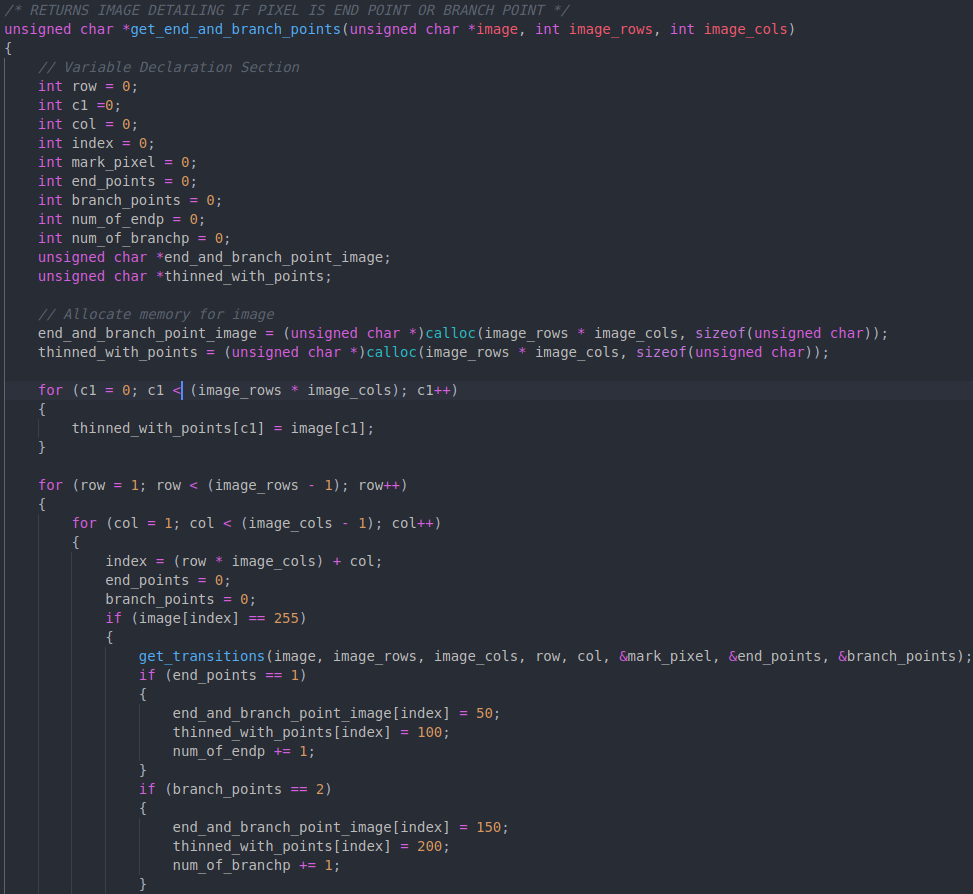 /* RETURNS IMAGE DETAILING IF PIXEL IS END POINT OR BRANCH POINT */
unsigned char *get_end_and_branch_points(unsigned char *image, int image_rows, int image_cols)
{
    // Variable Declaration Section
    int row = 0;
    int c1 =0;
    int col = 0;
    int index = 0;
    int mark_pixel = 0;
    int end_points = 0;
    int branch_points = 0;
    int num_of_endp = 0;
    int num_of_branchp = 0;
    unsigned char *end_and_branch_point_image;
    unsigned char *thinned_with_points;

    // Allocate memory for image
    end_and_branch_point_image = (unsigned char *)calloc(image_rows * image_cols, sizeof(unsigned char));
    thinned_with_points = (unsigned char *)calloc(image_rows * image_cols, sizeof(unsigned char));

    for (c1 = 0; c1 < (image_rows * image_cols); c1++)
    {
        thinned_with_points[c1] = image[c1];
    }

    for (row = 1; row < (image_rows - 1); row++)
    {
        for (col = 1; col < (image_cols - 1); col++)
        {
            index = (row * image_cols) + col;
            end_points = 0;
            branch_points = 0;
            if (image[index] == 255)
            {
                get_transitions(image, image_rows, image_cols, row, col, &mark_pixel, &end_points, &branch_points);
                if (end_points == 1)
                {
                    end_and_branch_point_image[index] = 50;
                    thinned_with_points[index] = 100;
                    num_of_endp += 1;
                }
                if (branch_points == 2)
                {
                    end_and_branch_point_image[index] = 150;
                    thinned_with_points[index] = 200;
                    num_of_branchp += 1;
                }